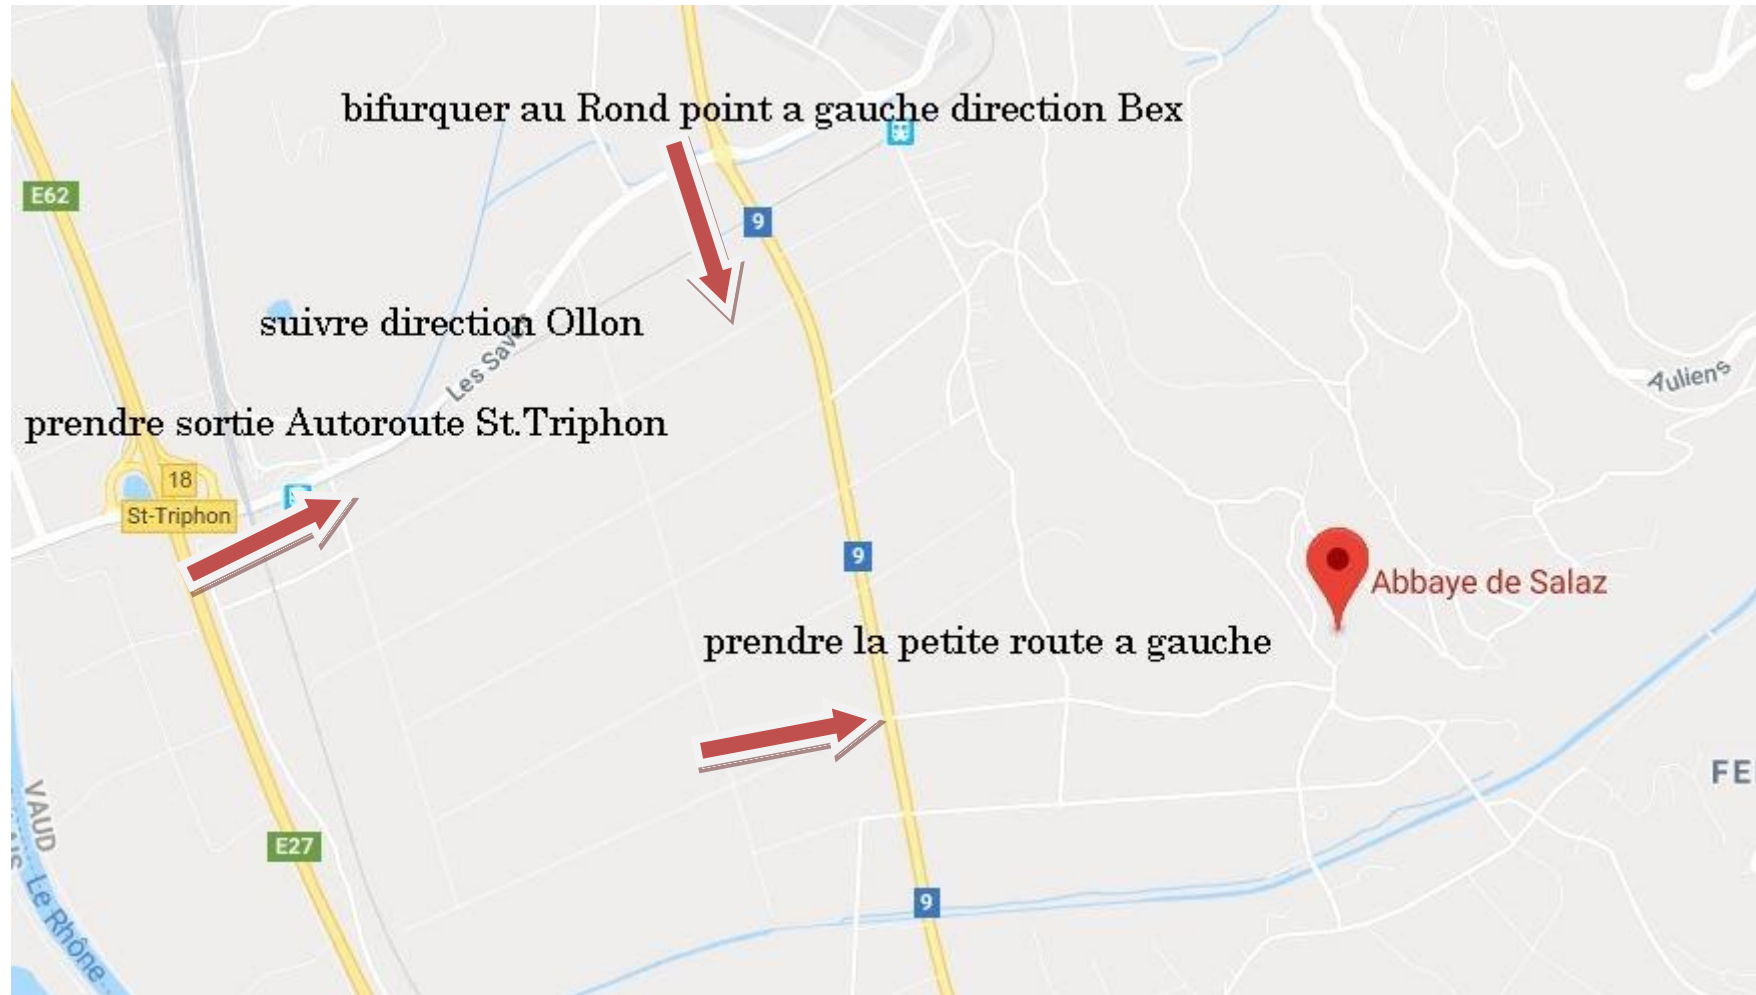 bifurquer au Rond point a gauche direction Bex
E62
9
suivre direction Ollon
Les Saves
Auliens
prendre sortie Autoroute St.Triphon
18
St-Triphon
9
Abbaye de Salaz
prendre la petite route a gauche
FE
VAUD
E27
9
Le Rhône